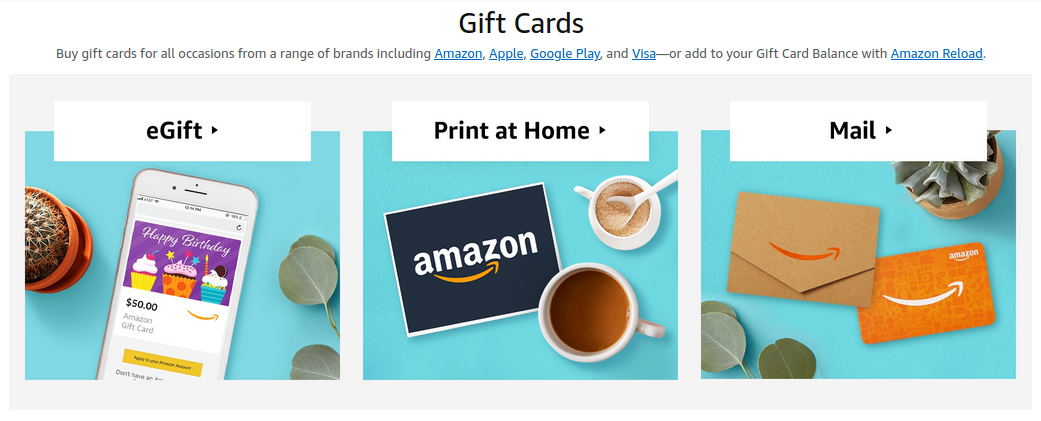 Gift Cards
Buy gift cards for all occasions from a range of brands including Amazon, Apple, Google Play, and Visa—or add to your Gift Card Balance with Amazon Reload.
eGift ▸
Print at Home ▸
Mail ▸
Happy Birthday
$50.00
Amazon
Gift Card
Apply to your Amazon Account
Don't have an
amazon
amazon